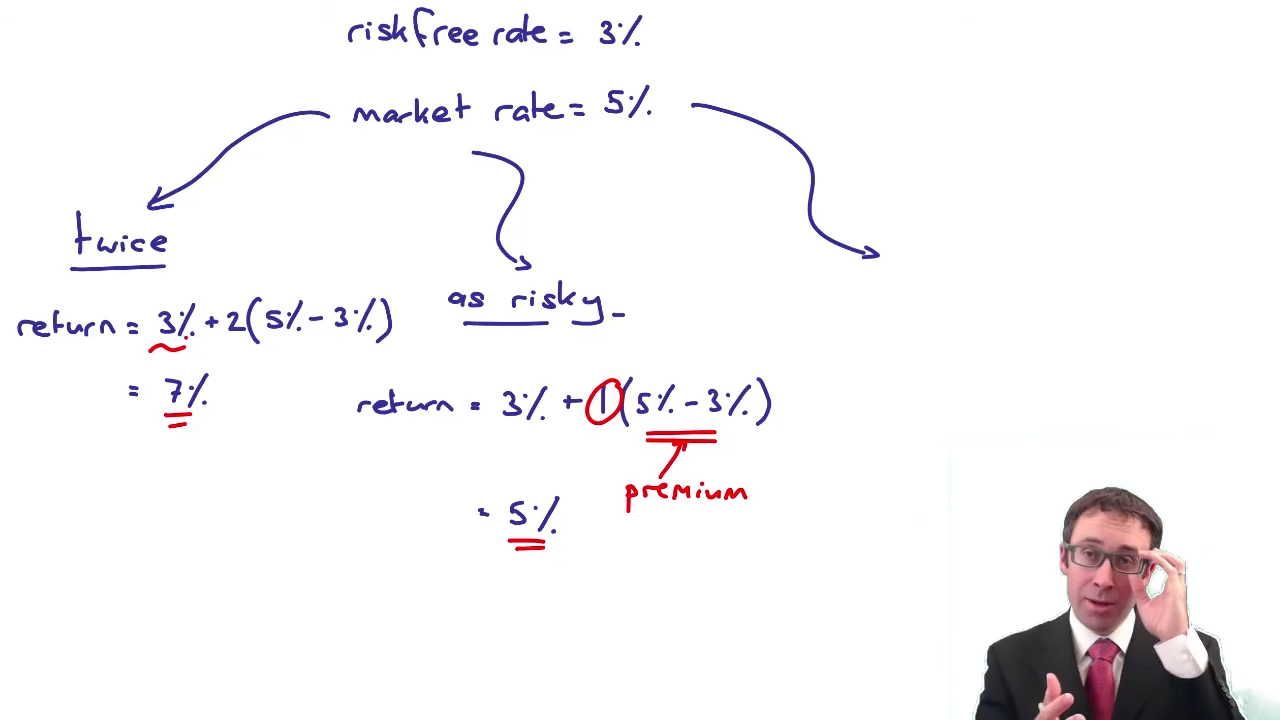 riskfree rate = 3%
market rate = 5%
twice
return = 3% + 2(5% - 3%)
= 7%
as risky -
return = 3% + 1(5% - 3%)
premium
= 5%